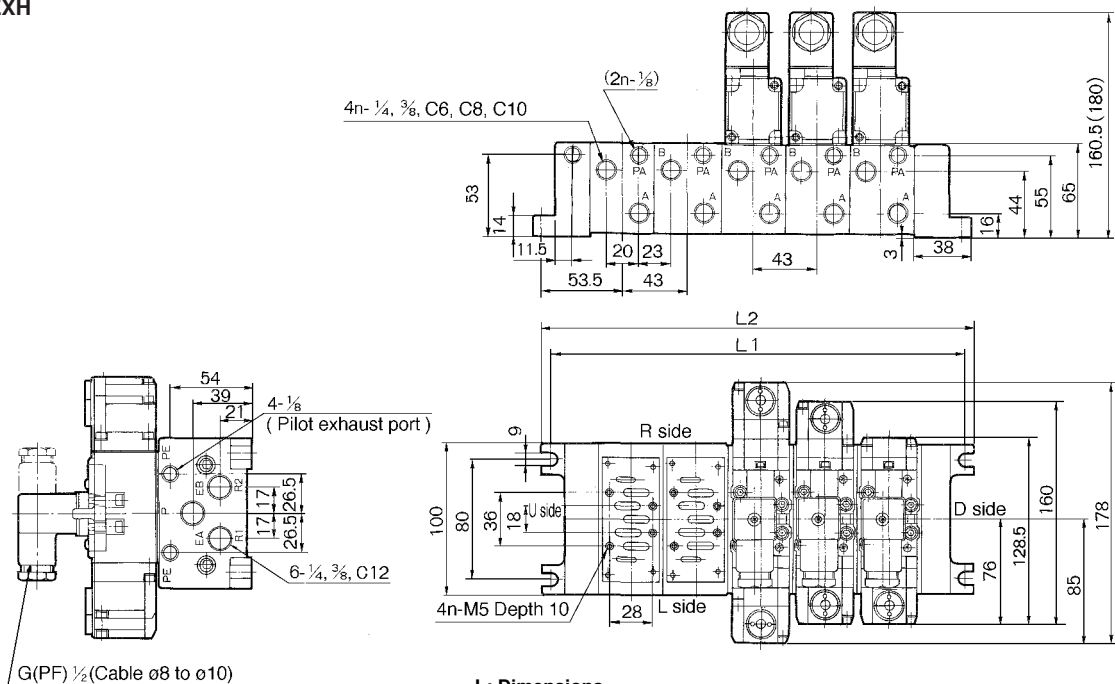 XH
(2n-⅛)
4n- ¼, ⅜, C6, C8, C10
160.5 (180)
B
PA
A
B
PA
A
B
PA
A
B
PA
A
B
PA
A
53
14
11.5
20
23
53.5
43
43
3
38
16
44
55
65
L2
L1
54
39
21
4-⅛
( Pilot exhaust port )
PE
EB
R2
P
EA
R1
PE
17
17
26.5
26.5
6-¼, ⅜, C12
G(PF) ½(Cable ø8 to ø10)
9
100
80
36
18
R side
U side
D side
L side
4n-M5 Depth 10
28
76
128.5
160
85
178
L: Dimensions